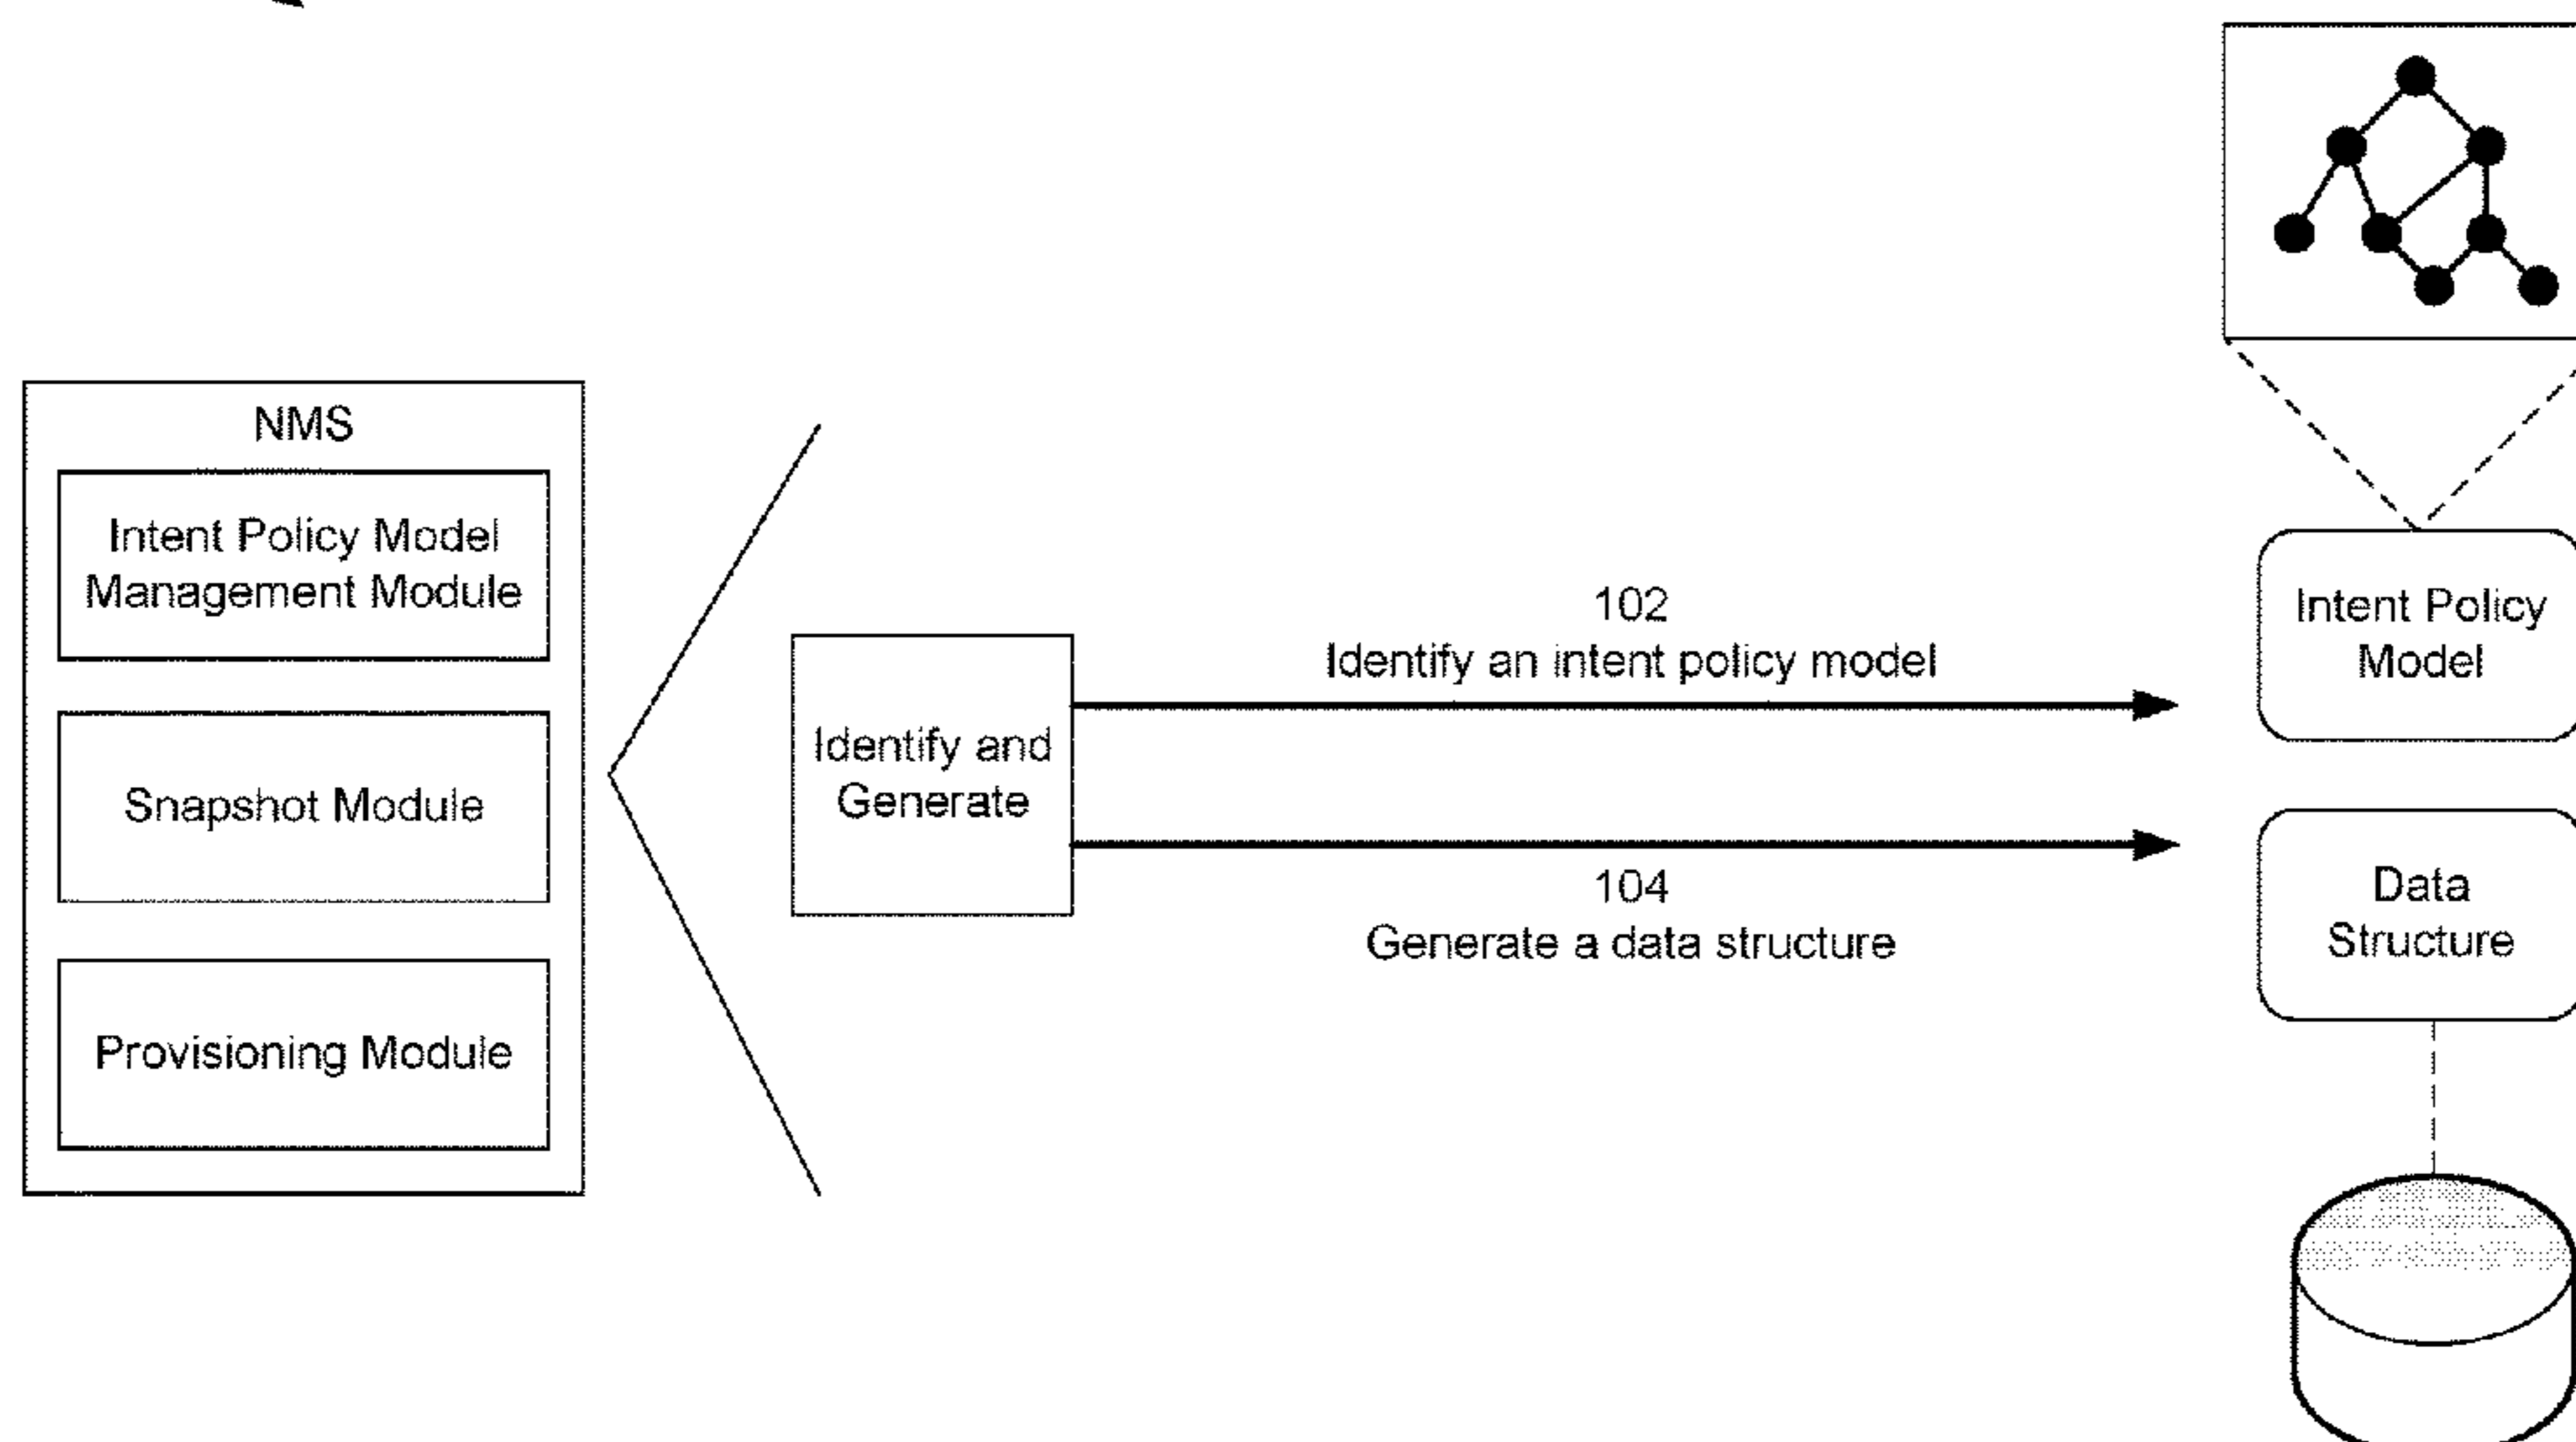 NMS
Intent Policy Model
Management Module
Snapshot Module
Provisioning Module
Identify and
Generate
102
Identify an intent policy model
104
Generate a data structure
Intent Policy
Model
Data
Structure